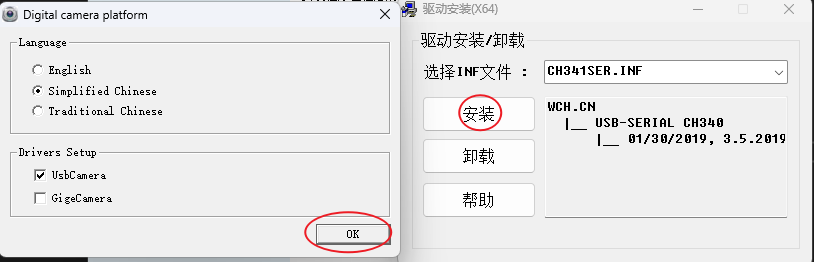 Digital camera platform
Language
English
Simplified Chinese
Traditional Chinese
Drivers Setup
UsbCamera
GigeCamera
OK
驱动安装(X64)
驱动安装/卸载
选择INF文件 :
CH341SER.INF
安装
卸载
帮助
WCH.CN
|__ USB-SERIAL CH340
|__ 01/30/2019, 3.5.2019